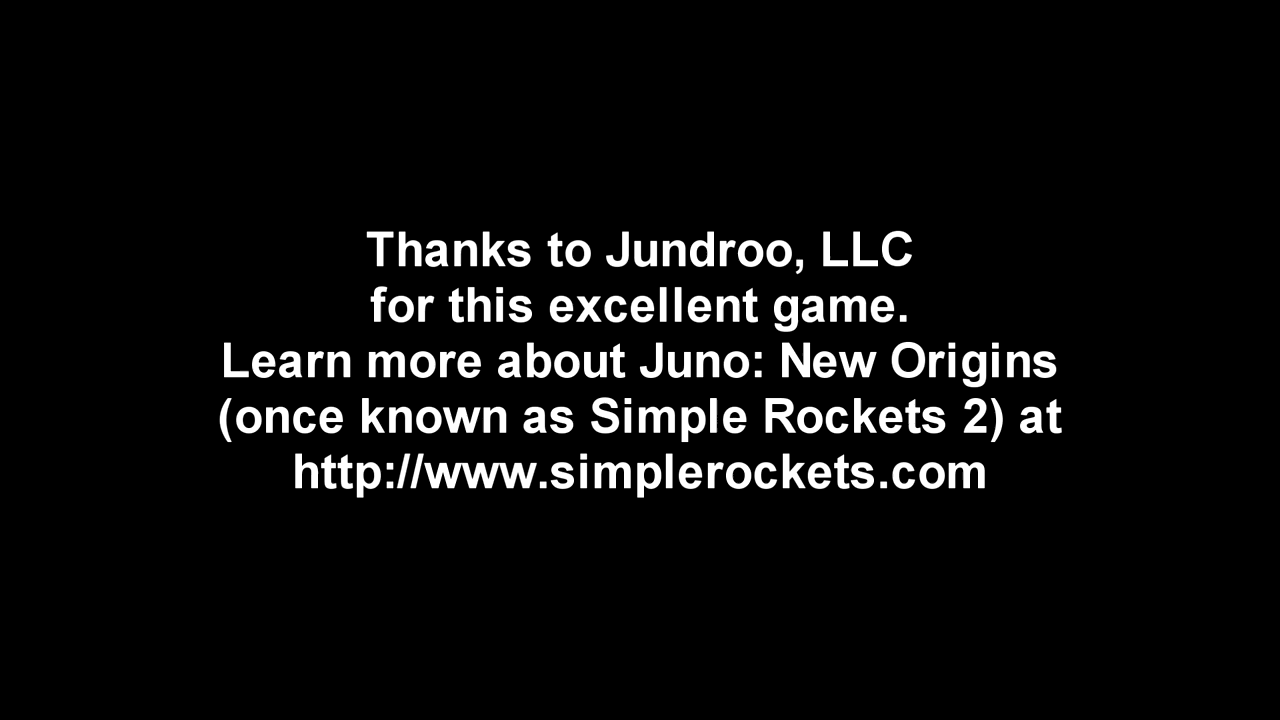 Thanks to Jundroo, LLC
for this excellent game.
Learn more about Juno: New Origins
(once known as Simple Rockets 2) at
http://www.simplerockets.com